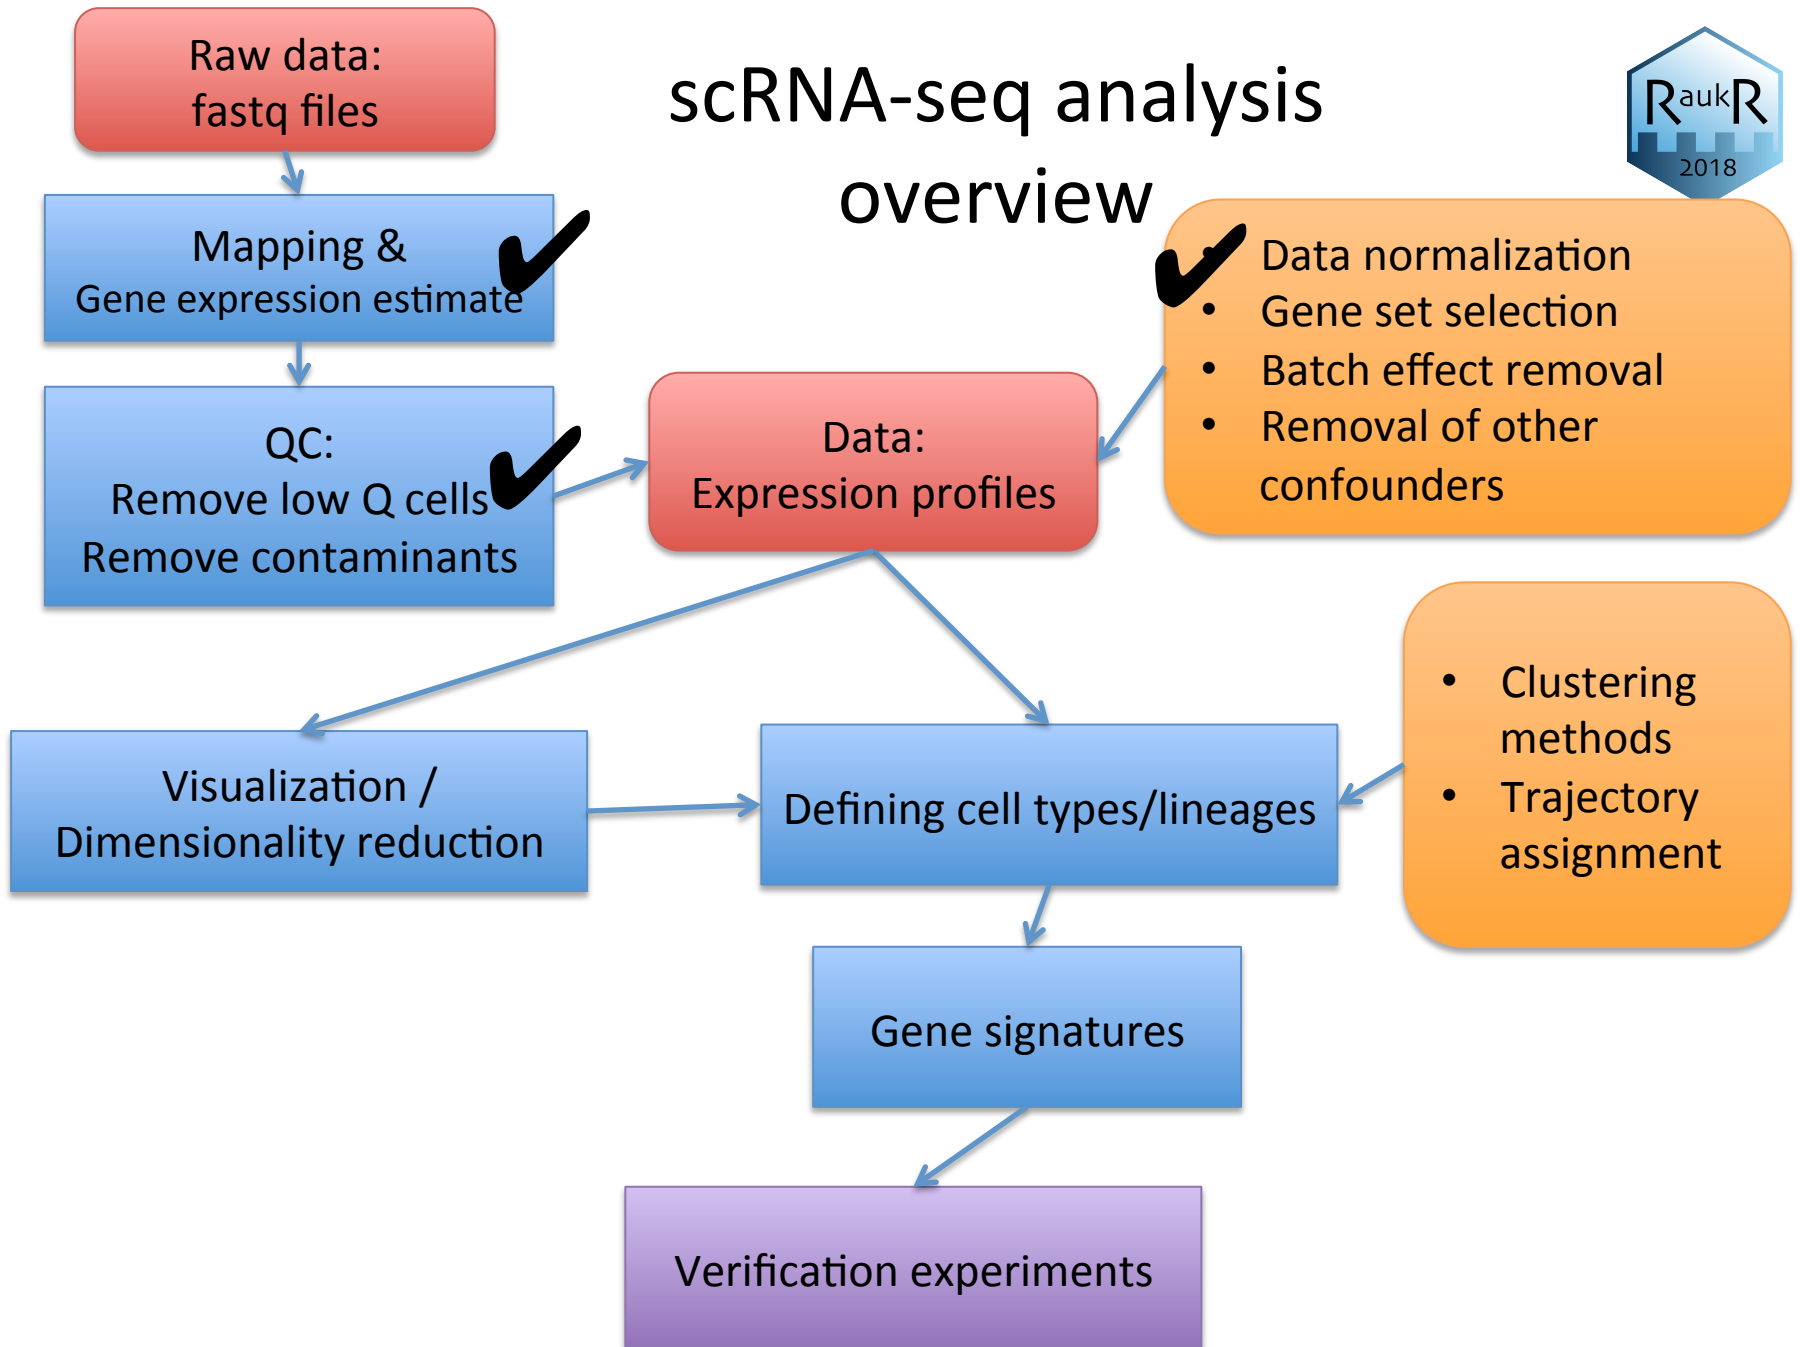 Raw data:
fastq files
scRNA-seq analysis
overview
RaukR
2018
Mapping &
Gene expression estimate
QC:
Remove low Q cells
Remove contaminants
Data:
Expression profiles
• Data normalization
• Gene set selection
• Batch effect removal
• Removal of other
confounders
Visualization /
Dimensionality reduction
Defining cell types/lineages
• Clustering
methods
• Trajectory
assignment
Gene signatures
Verification experiments